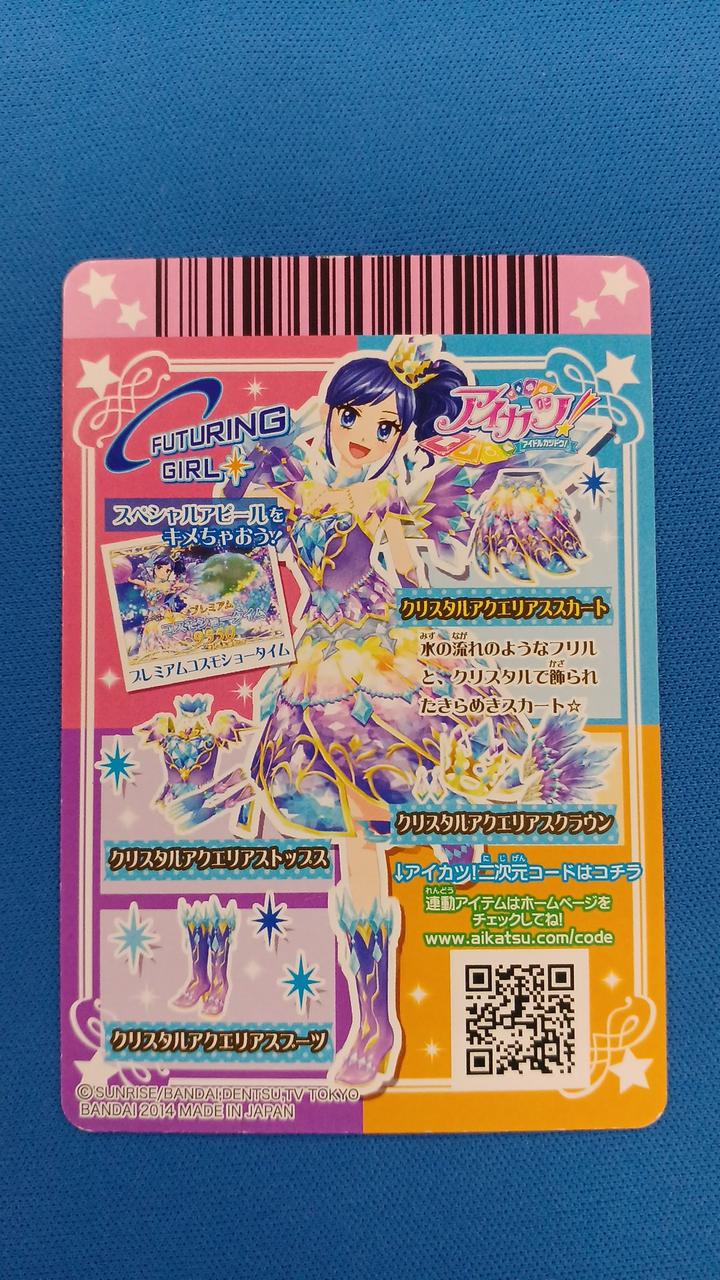 FUTURING
GIRL
アイカツ!
アイドルカツドウ!
スペシャルアピールを
キメちゃおう!!
プレミアム
コスモショータイム
プレミアムコスモショータイム
クリスタルアクエリアススカート
水の流れのようなフリル
と、クリスタルで飾られ
たきらめきスカート☆
クリスタルアクエリアスクラウン
クリスタルアクエリアストップス
↓アイカツ!二次元コードはコチラ
連動アイテムはホームページを
チェックしてね!
www.aikatsu.com/code
クリスタルアクエリアスブーツ
©SUNRISE/BANDAI,DENTSU,TV TOKYO
BANDAI 2014 MADE IN JAPAN